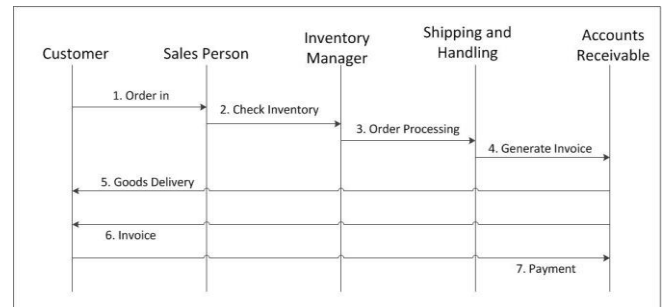 Customer
Sales Person
Inventory
Manager
Shipping and
Handling
Accounts
Receivable
1. Order in
2. Check Inventory
3. Order Processing
4. Generate Invoice
5. Goods Delivery
6. Invoice
7. Payment